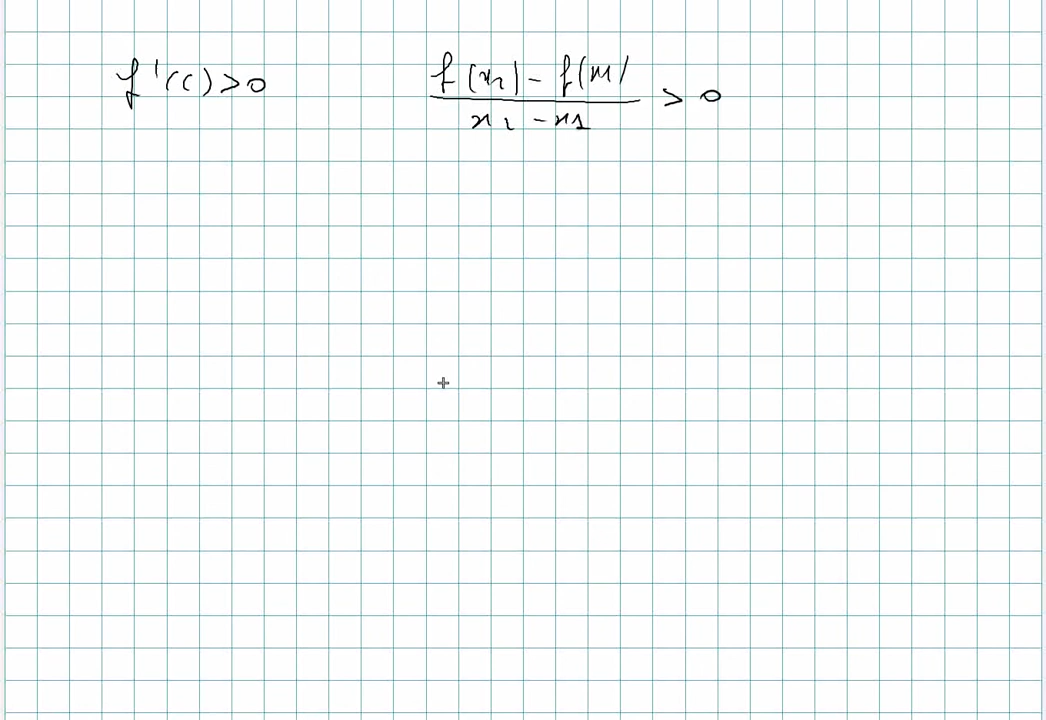 f'(c) > 0
f(x₂) - f(x₁) / x₂ - x₁ > 0